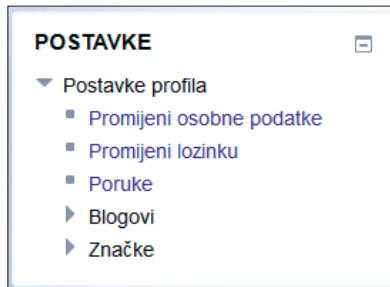 POSTAVKE
Postavke profila
Promijeni osobne podatke
Promijeni lozinku
Poruke
Blogovi
Značke